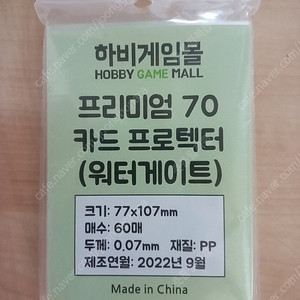 하비게임몰
HOBBY GAME MALL
프리미엄 70
카드 프로텍터
(워터게이트)
크기: 77x107mm
매수: 60매
두께: 0.07mm 재질: PP
제조연월: 2022년 9월
Made in China